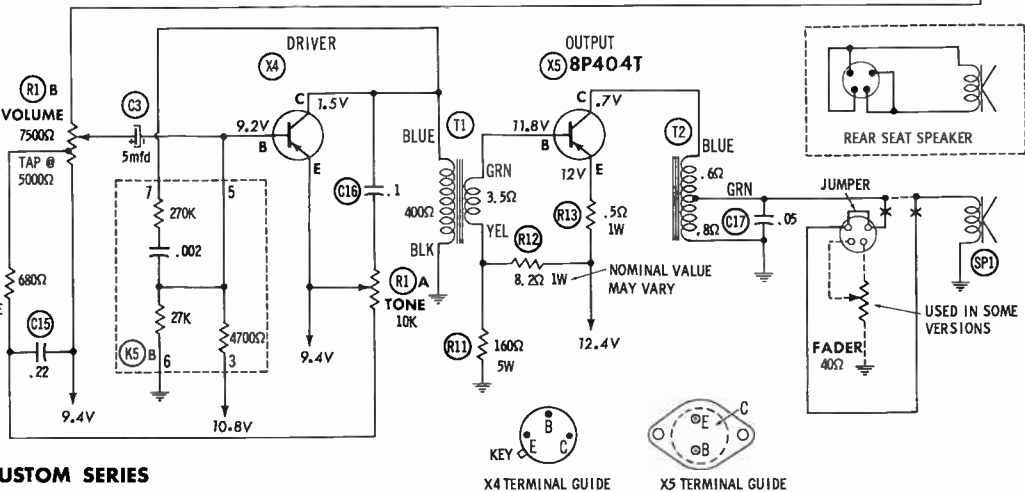 DRIVER
X4
OUTPUT
X5 8P404T
R1 B
VOLUME
7500Ω
TAP @
5000Ω
C3
5mfd
9.2V
B
C
1.5V
E
C16
.1
BLUE
T1
400Ω
BLK
GRN
3.5Ω
YEL
11.8V
B
C
.7V
12V
E
R13
.5Ω
1W
T2
BLUE
.6Ω
GRN
.8Ω
C17
.05
REAR SEAT SPEAKER
JUMPER
SP1
7
5
270K
.002
27K
4700Ω
K5 B
6
3
680Ω
C15
.22
9.4V
10.8V
9.4V
R1 A
TONE
10K
R12
8.2Ω 1W
NOMINAL VALUE
MAY VARY
R11
160Ω
5W
12.4V
FADER
40Ω
USED IN SOME
VERSIONS
KEY
B
E
C
X4 TERMINAL GUIDE
E
B
C
X5 TERMINAL GUIDE
USTOM SERIES